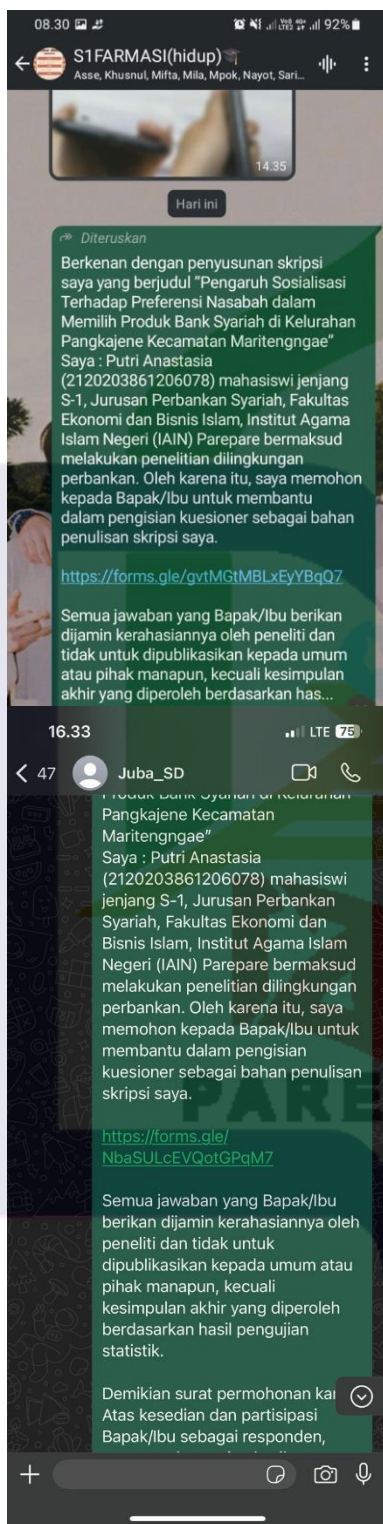 08.30
92%
S1FARMASI(hidup)
Asse, Khusnul, Mifta, Mila, Mpok, Nayot, Sari...
14.35
Hari ini
Diteruskan
Berkenan dengan penyusunan skripsi
saya yang berjudul “Pengaruh Sosialisasi
Terhadap Preferensi Nasabah dalam
Memilih Produk Bank Syariah di Kelurahan
Pangkajene Kecamatan Maritengngae”
Saya : Putri Anastasia
(2120203861206078) mahasiswi jenjang
S-1, Jurusan Perbankan Syariah, Fakultas
Ekonomi dan Bisnis Islam, Institut Agama
Islam Negeri (IAIN) Parepare bermaksud
melakukan penelitian dilingkungan
perbankan. Oleh karena itu, saya memohon
kepada Bapak/Ibu untuk membantu
dalam pengisian kuesioner sebagai bahan
penulisan skripsi saya.
https://forms.gle/gvtMGtMBLxEyYBqQ7
Semua jawaban yang Bapak/Ibu berikan
dijamin kerahasiannya oleh peneliti dan
tidak untuk dipublikasikan kepada umum
atau pihak manapun, kecuali kesimpulan
akhir yang diperoleh berdasarkan has...
16.33
LTE 75
47
Juba_SD
Produk Bank Syariah di Kelurahan
Pangkajene Kecamatan
Maritengngae”
Saya : Putri Anastasia
(2120203861206078) mahasiswi
jenjang S-1, Jurusan Perbankan
Syariah, Fakultas Ekonomi dan
Bisnis Islam, Institut Agama Islam
Negeri (IAIN) Parepare bermaksud
melakukan penelitian dilingkungan
perbankan. Oleh karena itu, saya
memohon kepada Bapak/Ibu untuk
membantu dalam pengisian
kuesioner sebagai bahan penulisan
skripsi saya.
PARE
https://forms.gle/
NbaSULcEVQotGPqM7
Semua jawaban yang Bapak/Ibu
berikan dijamin kerahasiannya oleh
peneliti dan tidak untuk
dipublikasikan kepada umum atau
pihak manapun, kecuali
kesimpulan akhir yang diperoleh
berdasarkan hasil pengujian
statistik.
Demikian surat permohonan kar
Atas kesedian dan partisipasi
Bapak/Ibu sebagai responden,